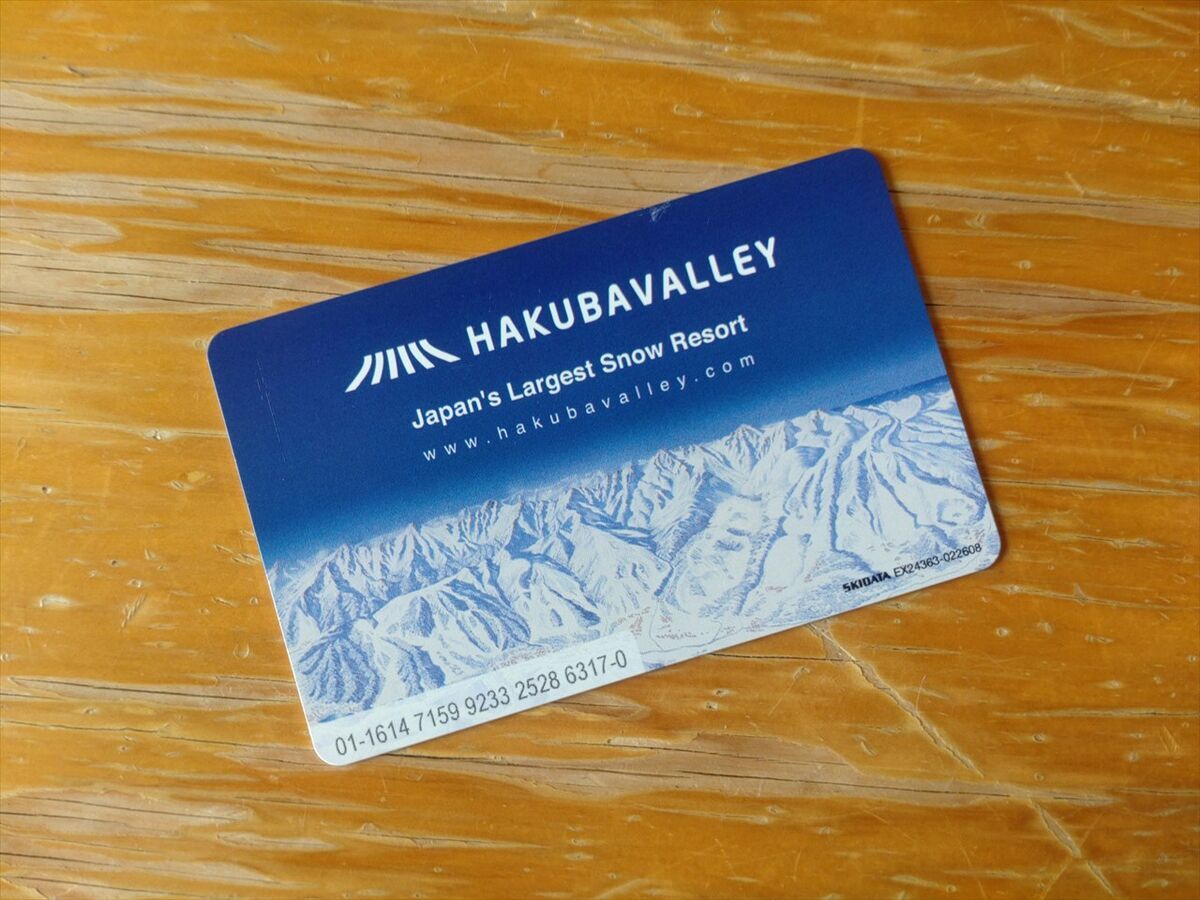 HAKUBAVALLEY
Japan's Largest Snow Resort
www.hakubavalley.com
SKIDATA EX24363-022608
01-1614 7159 9233 2528 6317-0